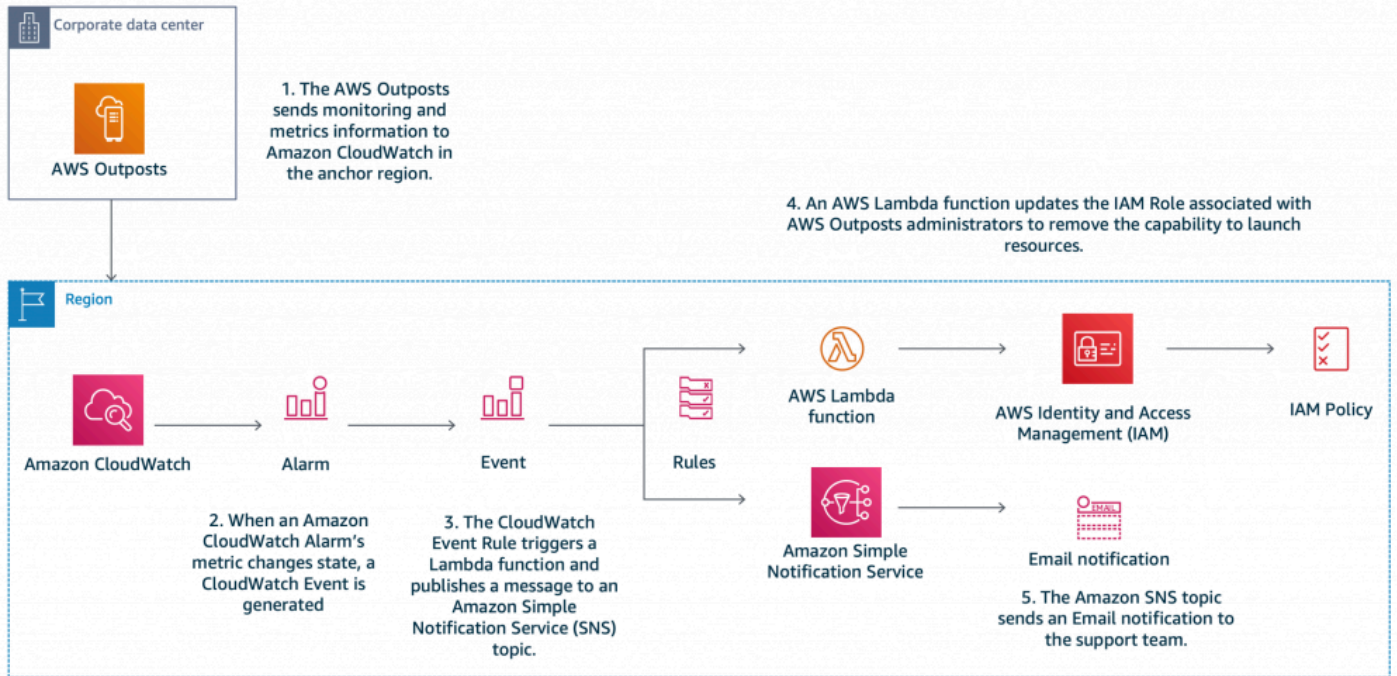 Corporate data center
AWS Outposts
1. The AWS Outposts
sends monitoring and
metrics information to
Amazon CloudWatch in
the anchor region.
4. An AWS Lambda function updates the IAM Role associated with
AWS Outposts administrators to remove the capability to launch
resources.
Region
Amazon CloudWatch
Alarm
Event
Rules
AWS Lambda
function
AWS Identity and Access
Management (IAM)
IAM Policy
2. When an Amazon
CloudWatch Alarm's
metric changes state, a
CloudWatch Event is
generated
3. The CloudWatch
Event Rule triggers a
Lambda function and
publishes a message to an
Amazon Simple
Notification Service (SNS)
topic.
Amazon Simple
Notification Service
EMAIL
Email notification
5. The Amazon SNS topic
sends an Email notification to
the support team.